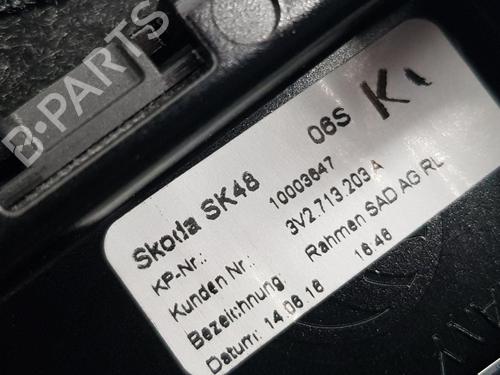 B-PARTS
Skoda SK48 06S K
KP-Nr.: 10003647
Kunden Nr.: 3V2.713.203 A
Bezeichnung: Rahmen SAD AG RL
Datum: 14.06.16 16:46